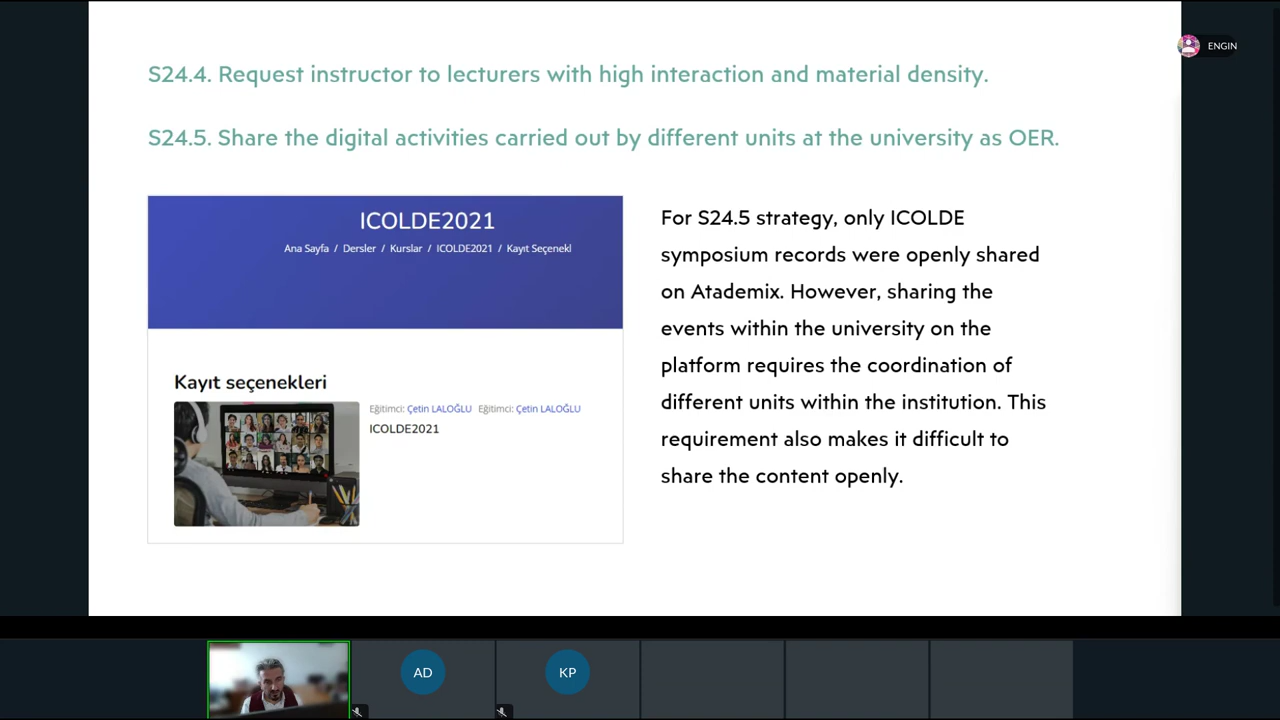 S24.4. Request instructor to lecturers with high interaction and material density.
ENGIN
S24.5. Share the digital activities carried out by different units at the university as OER.
ICOLDE2021
Ana Sayfa / Dersler / Kurslar / ICOLDE2021 / Kayıt Seçenekl
Kayıt seçenekleri
Eğitimci: Çetin LALOĞLU Eğitimci: Çetin LALOĞLU
ICOLDE2021
For S24.5 strategy, only ICOLDE
symposium records were openly shared
on Atademix. However, sharing the
events within the university on the
platform requires the coordination of
different units within the institution. This
requirement also makes it difficult to
share the content openly.
AD
KP